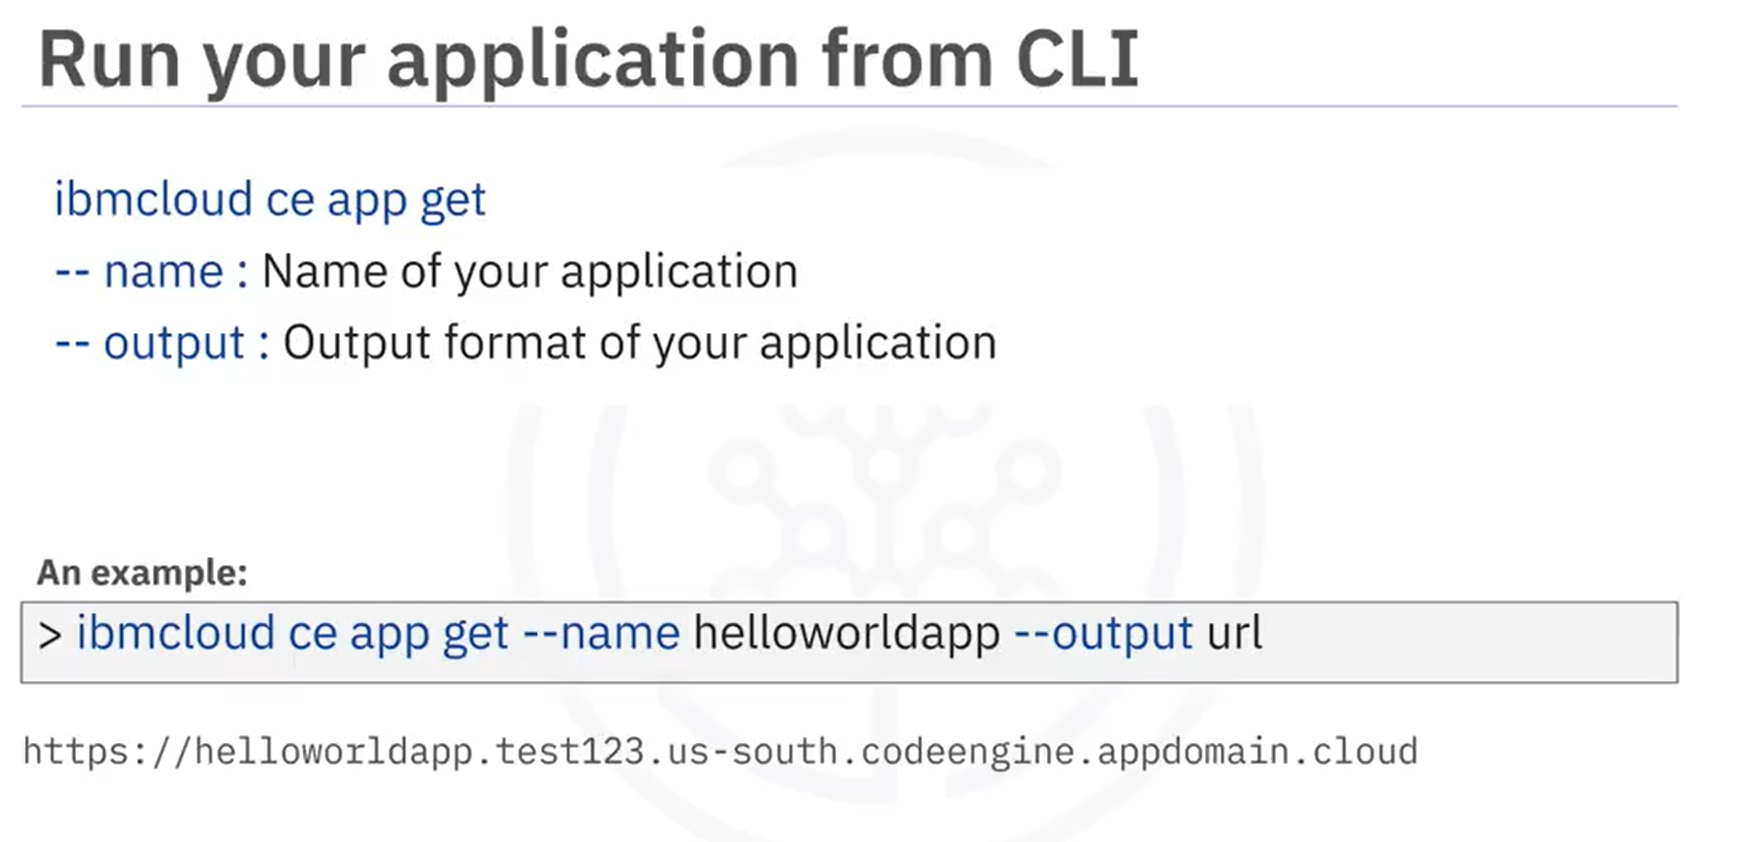 Run your application from CLI
ibmcloud ce app get
-- name : Name of your application
-- output : Output format of your application
An example:
> ibmcloud ce app get --name helloworldapp --output url
https://helloworldapp.test123.us-south.codeengine.appdomain.cloud